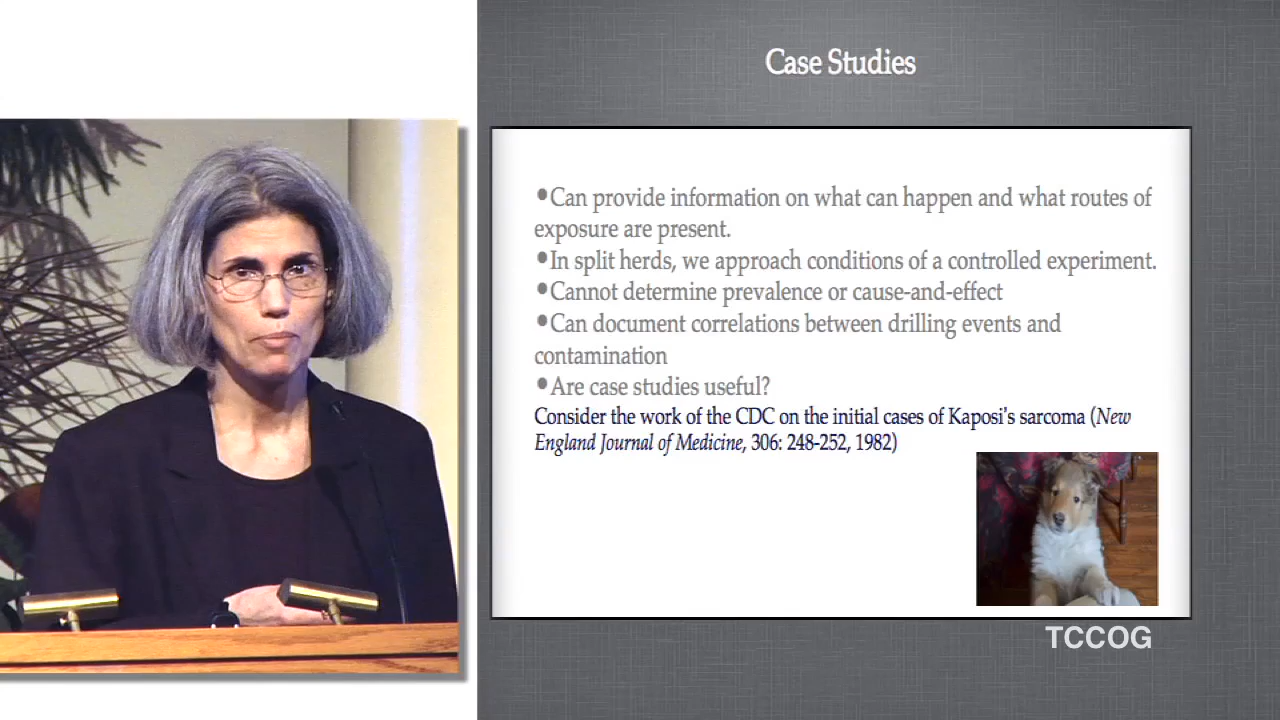 Case Studies
•Can provide information on what can happen and what routes of
exposure are present.
•In split herds, we approach conditions of a controlled experiment.
•Cannot determine prevalence or cause-and-effect
•Can document correlations between drilling events and
contamination
•Are case studies useful?
Consider the work of the CDC on the initial cases of Kaposi's sarcoma (New
England Journal of Medicine, 306: 248-252, 1982)
TCCOG